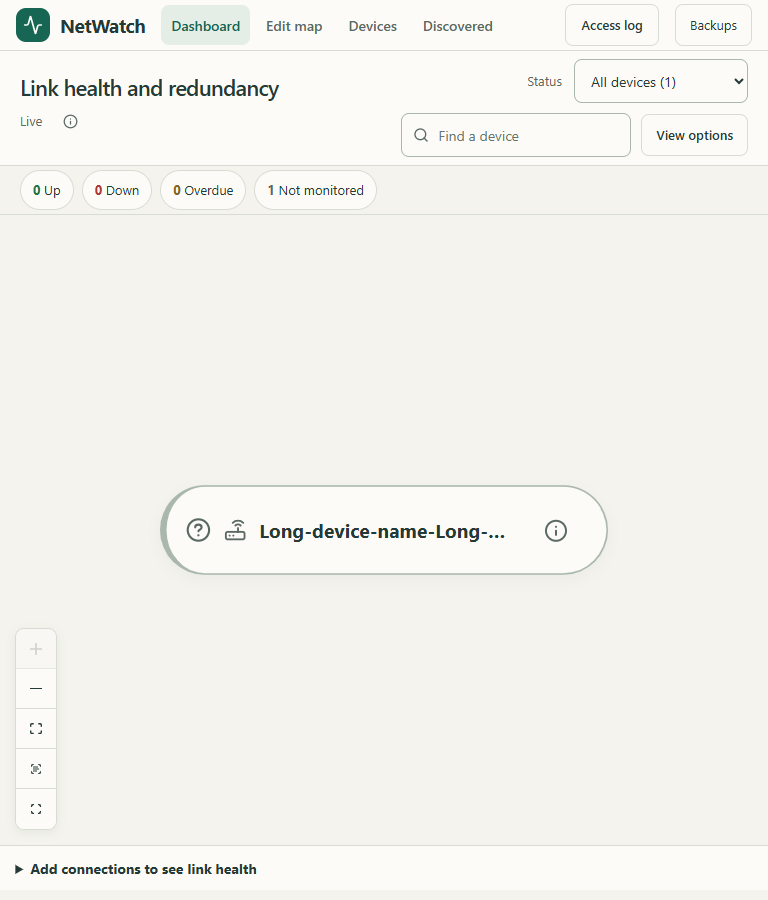 NetWatch
Dashboard
Edit map
Devices
Discovered
Access log
Backups
Link health and redundancy
Status
All devices (1)
Live
Find a device
View options
0 Up
0 Down
0 Overdue
1 Not monitored
Long-device-name-Long-...
Add connections to see link health